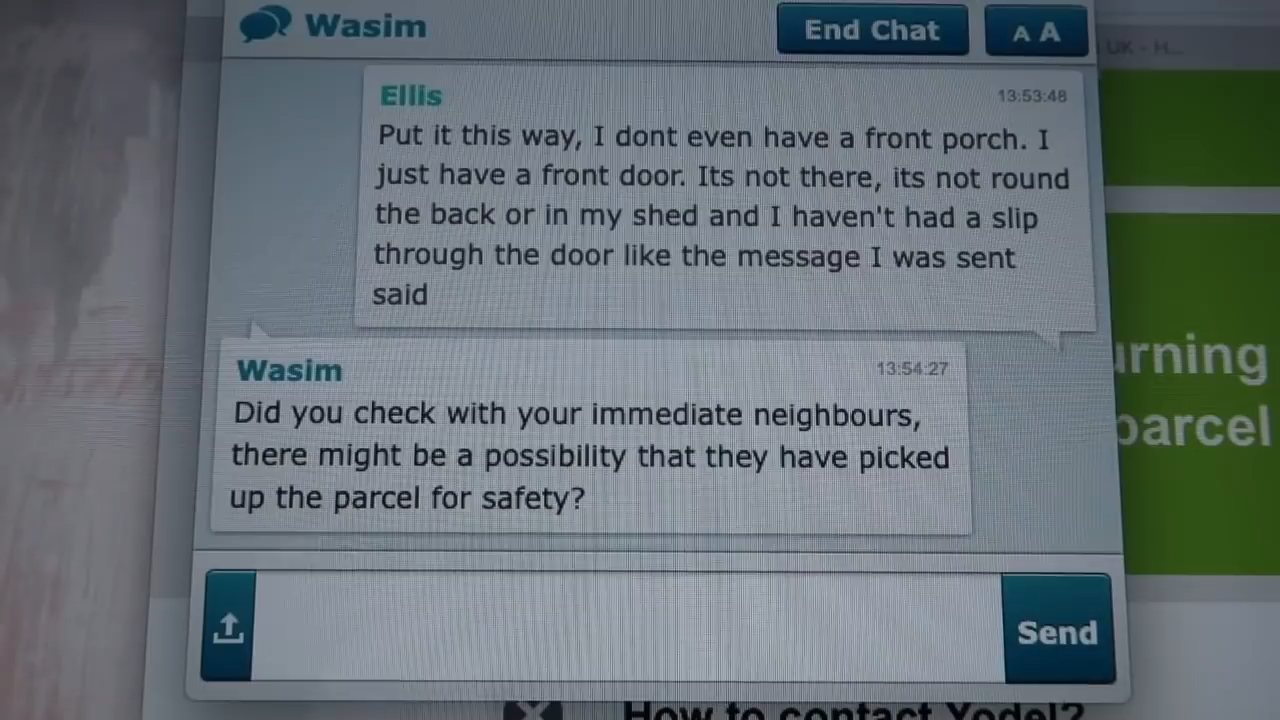 Wasim
End Chat
A A
UK - H...
Ellis
13:53:48
Put it this way, I dont even have a front porch. I
just have a front door. Its not there, its not round
the back or in my shed and I haven't had a slip
through the door like the message I was sent
said
Wasim
13:54:27
Did you check with your immediate neighbours,
there might be a possibility that they have picked
up the parcel for safety?
urning
parcel
Send
How to contact Yodel?